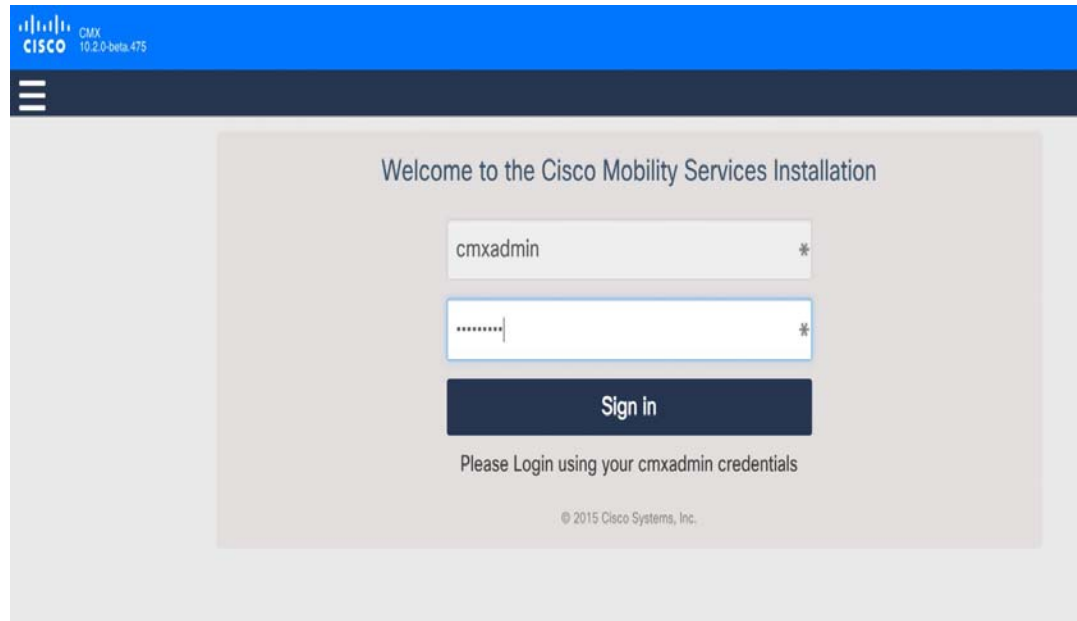 CISCO
CMX
10.2.0-beta.475
Welcome to the Cisco Mobility Services Installation
cmxadmin *
•••••••••| *
Sign in
Please Login using your cmxadmin credentials
© 2015 Cisco Systems, Inc.